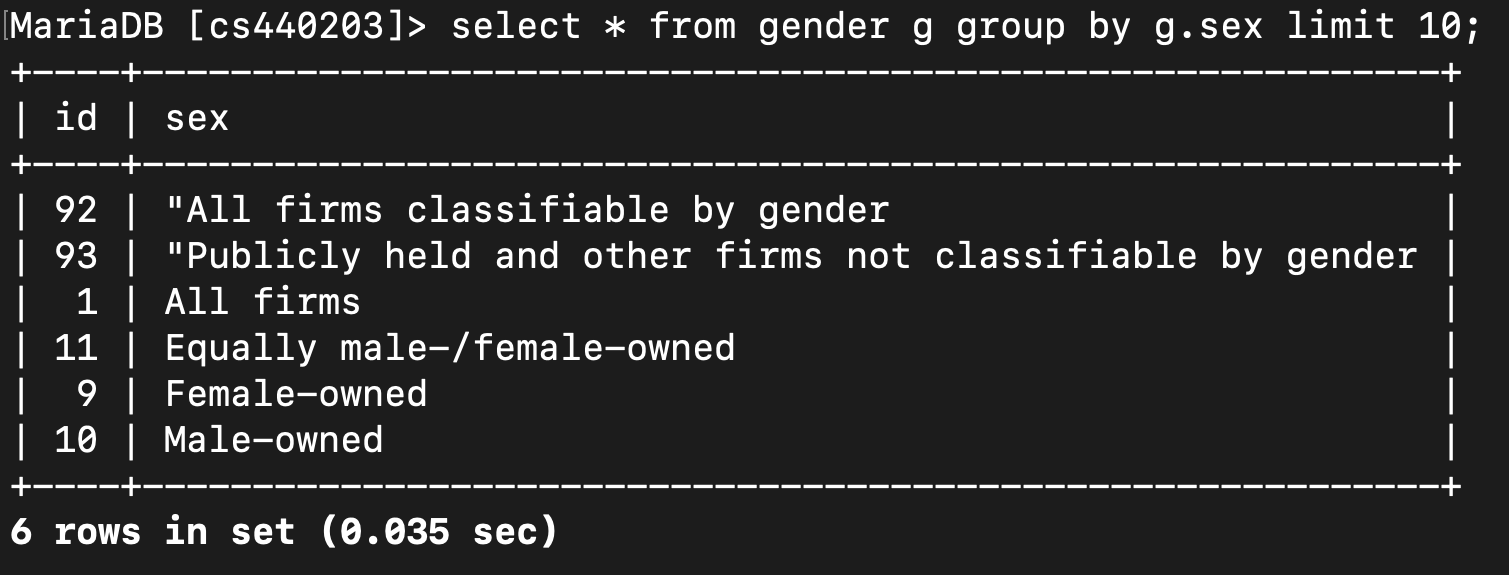 [MariaDB [cs440203]> select * from gender g group by g.sex limit 10;
+----+-----------------------------------------------------------+
| id | sex                                                       |
+----+-----------------------------------------------------------+
| 92 | "All firms classifiable by gender                         |
| 93 | "Publicly held and other firms not classifiable by gender |
|  1 | All firms                                                 |
| 11 | Equally male-/female-owned                                |
|  9 | Female-owned                                              |
| 10 | Male-owned                                                |
+----+-----------------------------------------------------------+
6 rows in set (0.035 sec)